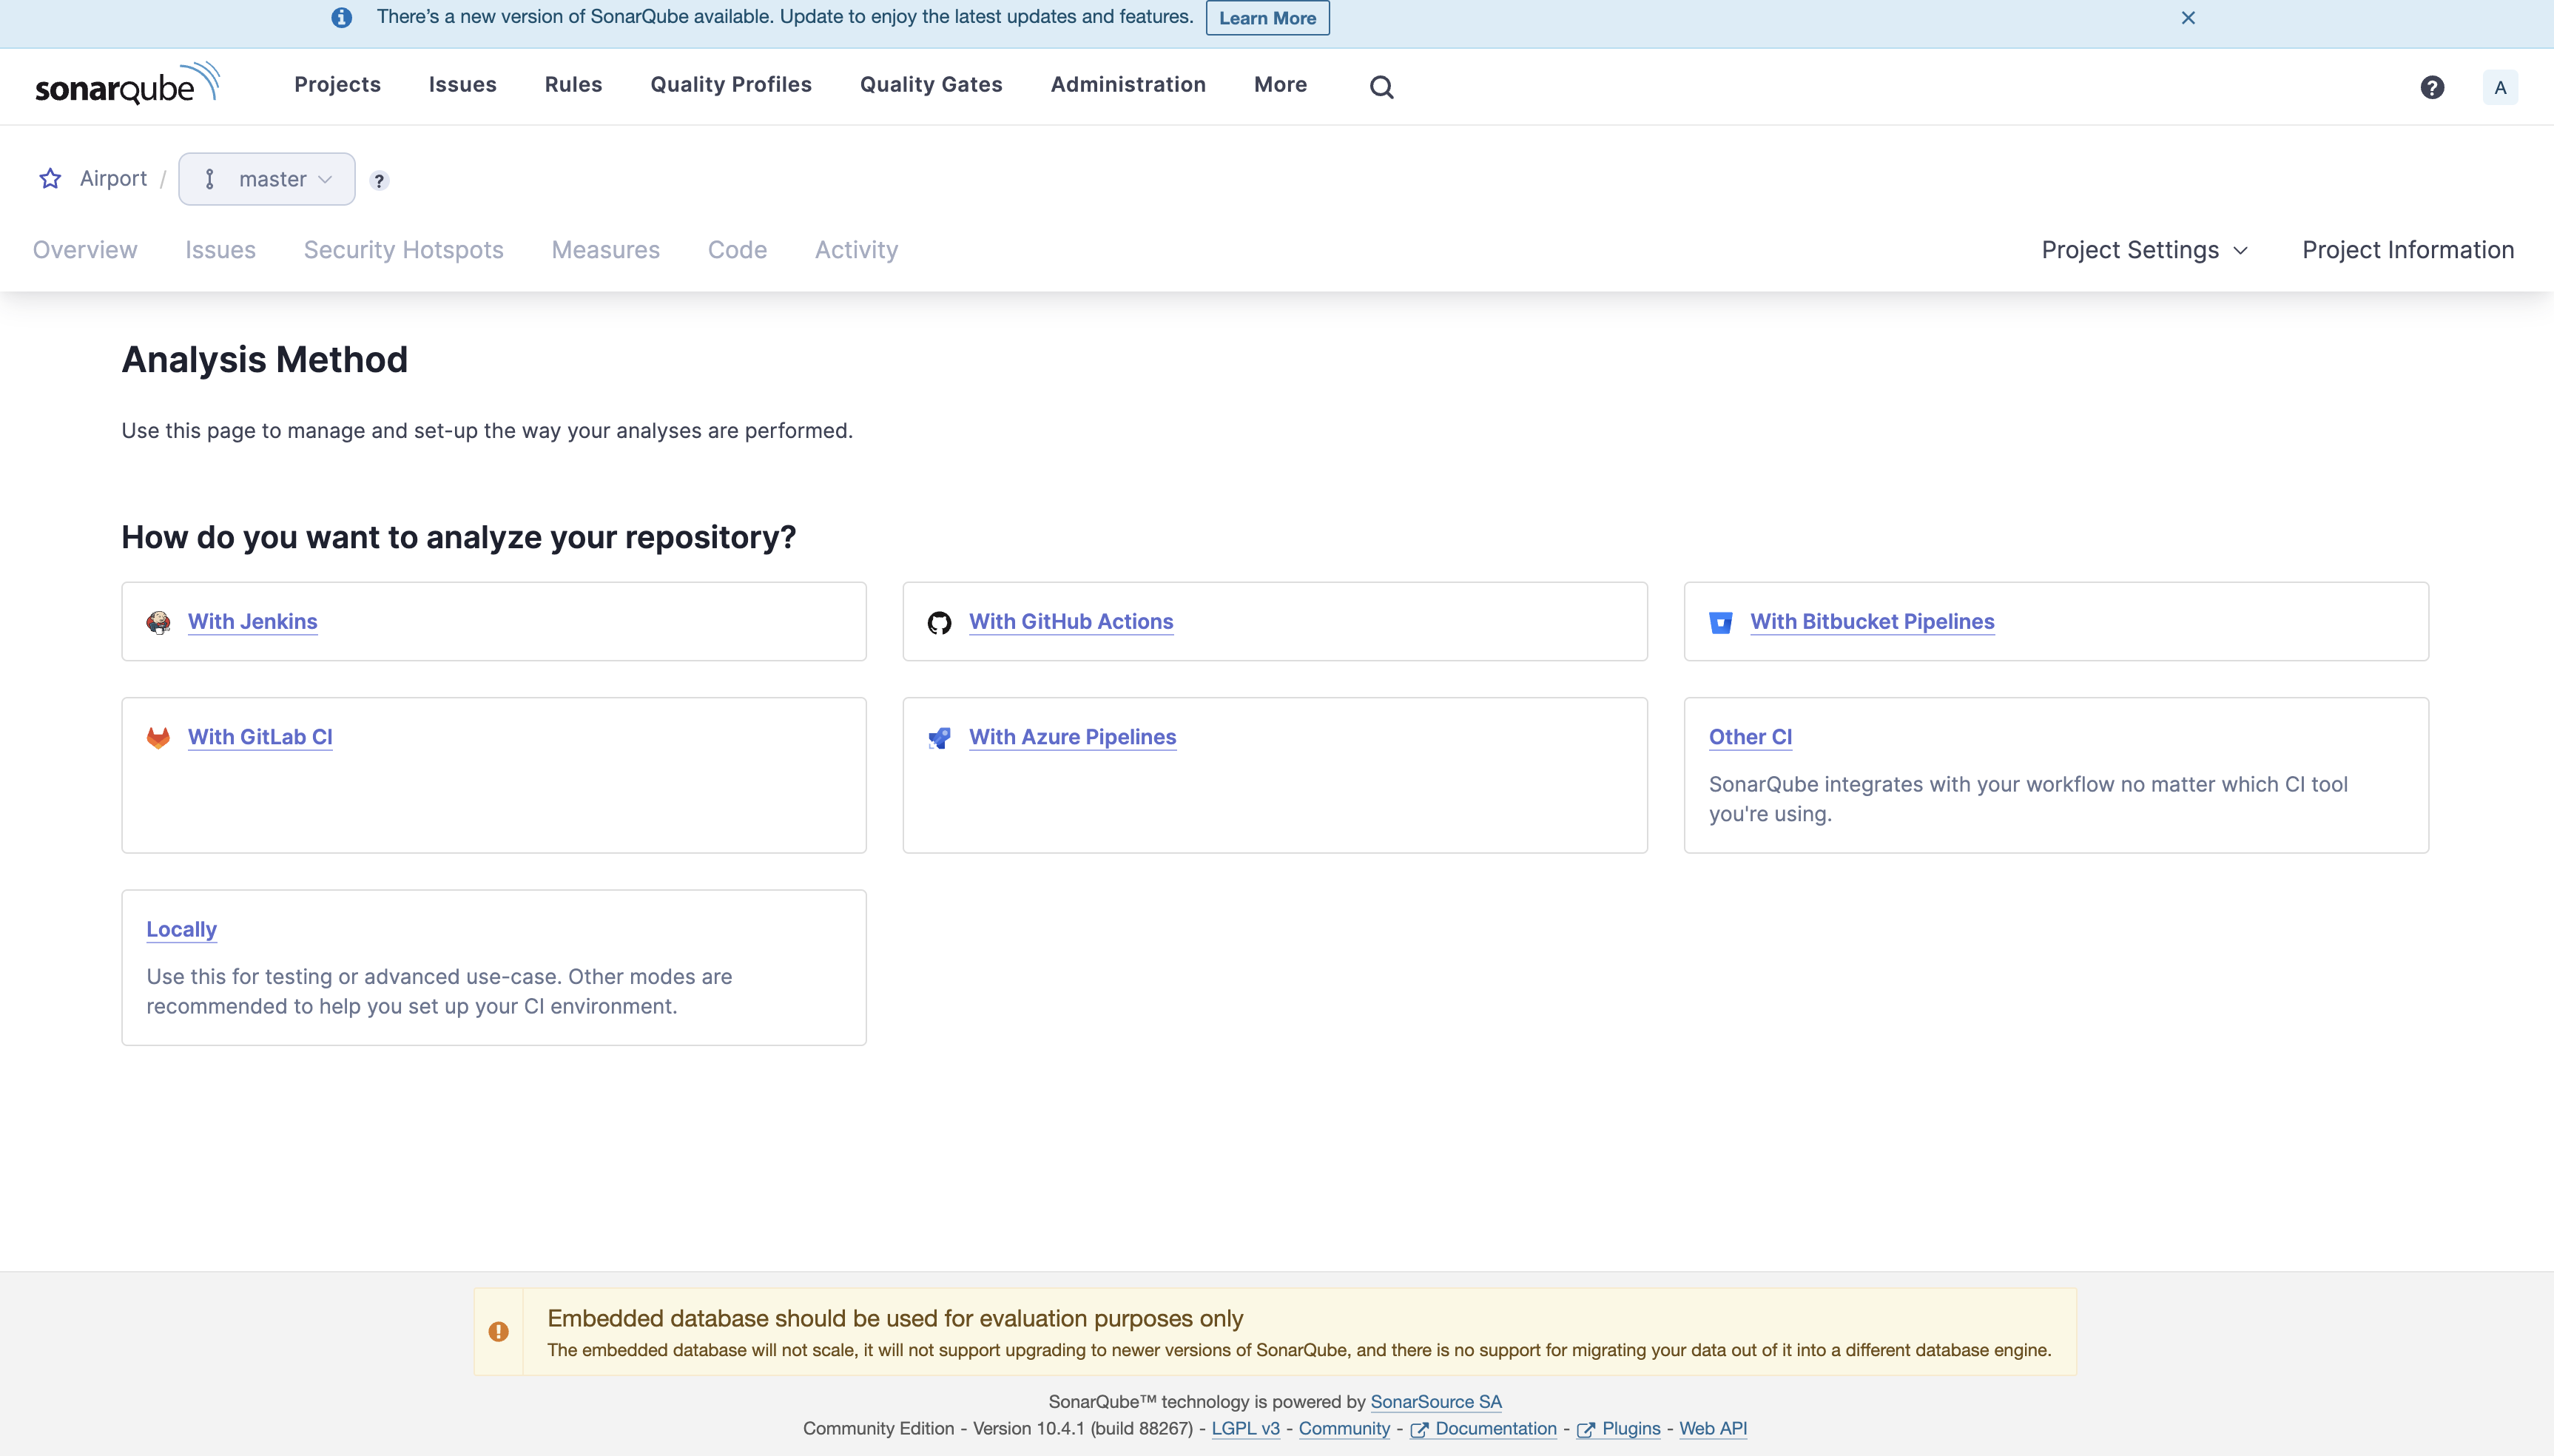 There's a new version of SonarQube available. Update to enjoy the latest updates and features. Learn More
sonarqube Projects Issues Rules Quality Profiles Quality Gates Administration More A
Airport / master
Overview Issues Security Hotspots Measures Code Activity Project Settings Project Information
Analysis Method
Use this page to manage and set-up the way your analyses are performed.
How do you want to analyze your repository?
With Jenkins
With GitHub Actions
With Bitbucket Pipelines
With GitLab CI
With Azure Pipelines
Other CI
SonarQube integrates with your workflow no matter which CI tool
you're using.
Locally
Use this for testing or advanced use-case. Other modes are
recommended to help you set up your CI environment.
Embedded database should be used for evaluation purposes only
The embedded database will not scale, it will not support upgrading to newer versions of SonarQube, and there is no support for migrating your data out of it into a different database engine.
SonarQube™ technology is powered by SonarSource SA
Community Edition - Version 10.4.1 (build 88267) - LGPL v3 - Community - Documentation - Plugins - Web API